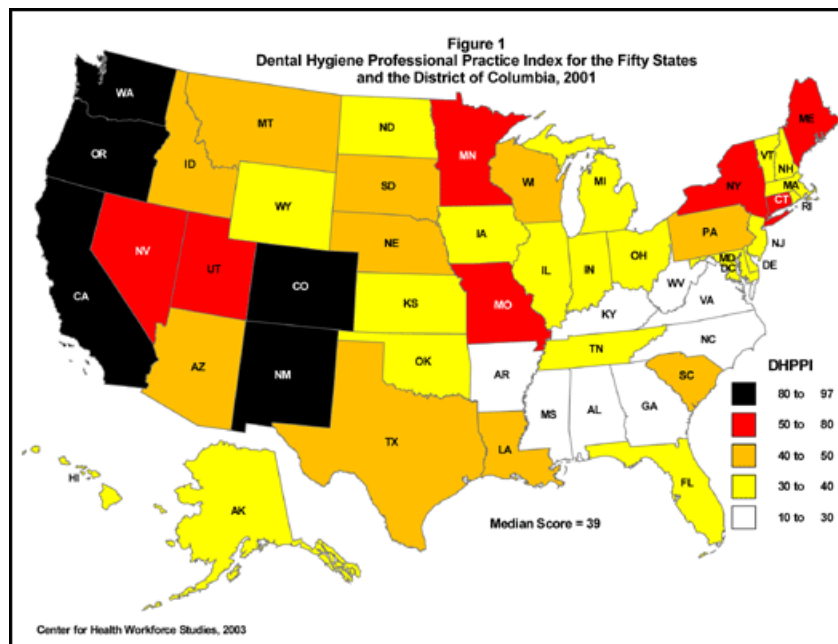 Figure 1
Dental Hygiene Professional Practice Index for the Fifty States
and the District of Columbia, 2001
WA
MT
ND
MN
ME
OR
ID
WY
SD
WI
MI
NY
VT
NH
MA
CT
RI
NV
UT
CO
NE
IA
IL
IN
OH
PA
NJ
MD
DE
DC
CA
KS
MO
KY
WV
VA
AZ
NM
OK
AR
TN
NC
SC
TX
LA
MS
AL
GA
FL
HI
AK
DHPPI
80 to 97
50 to 80
40 to 50
30 to 40
10 to 30
Median Score = 39
Center for Health Workforce Studies, 2003